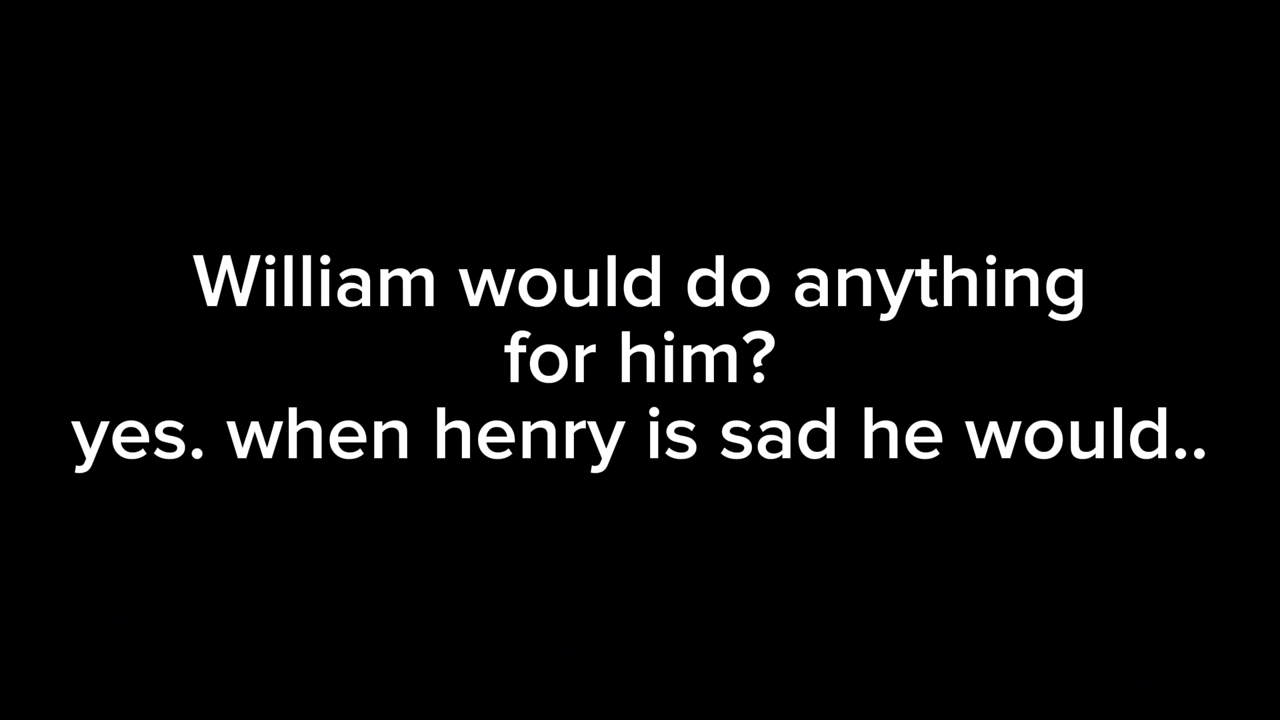 William would do anything
for him?
yes. when henry is sad he would..